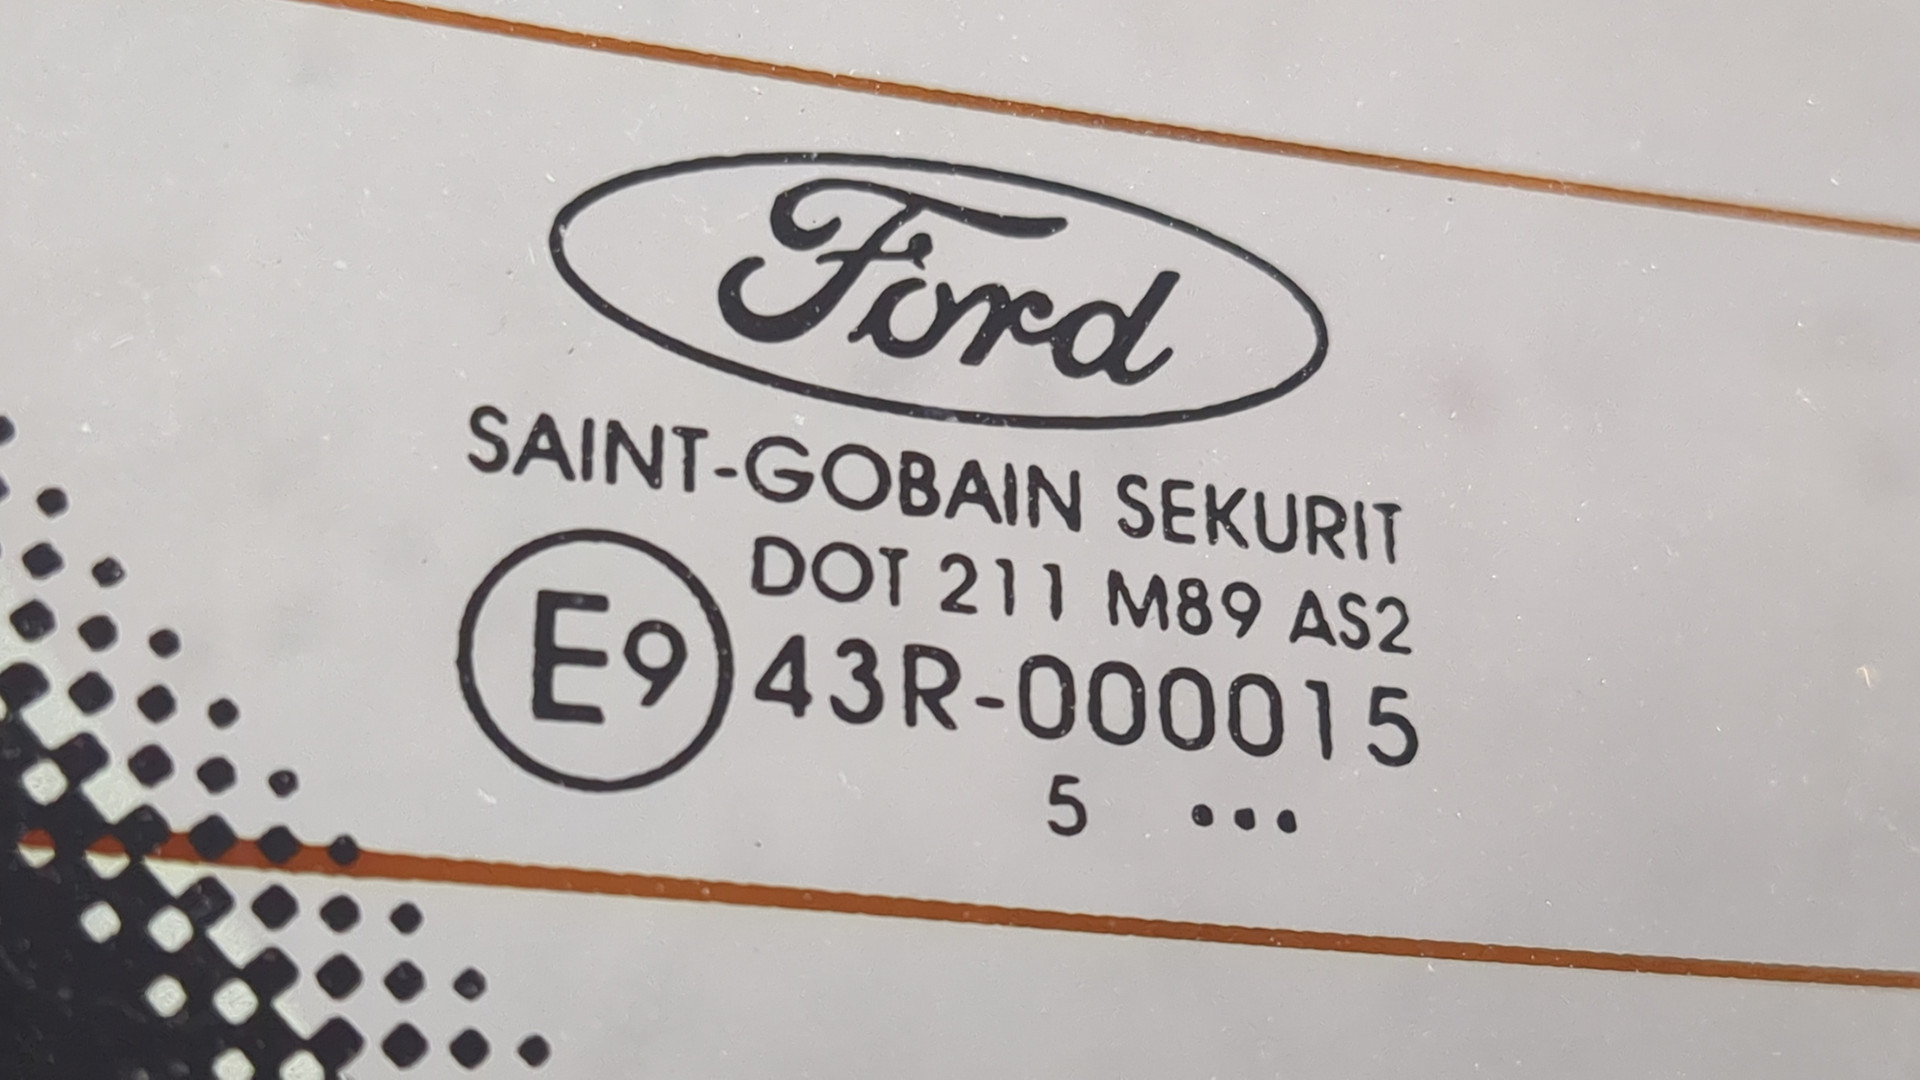 Ford
SAINT-GOBAIN SEKURIT
DOT 211 M89 AS2
E9 43R-000015
5 •••